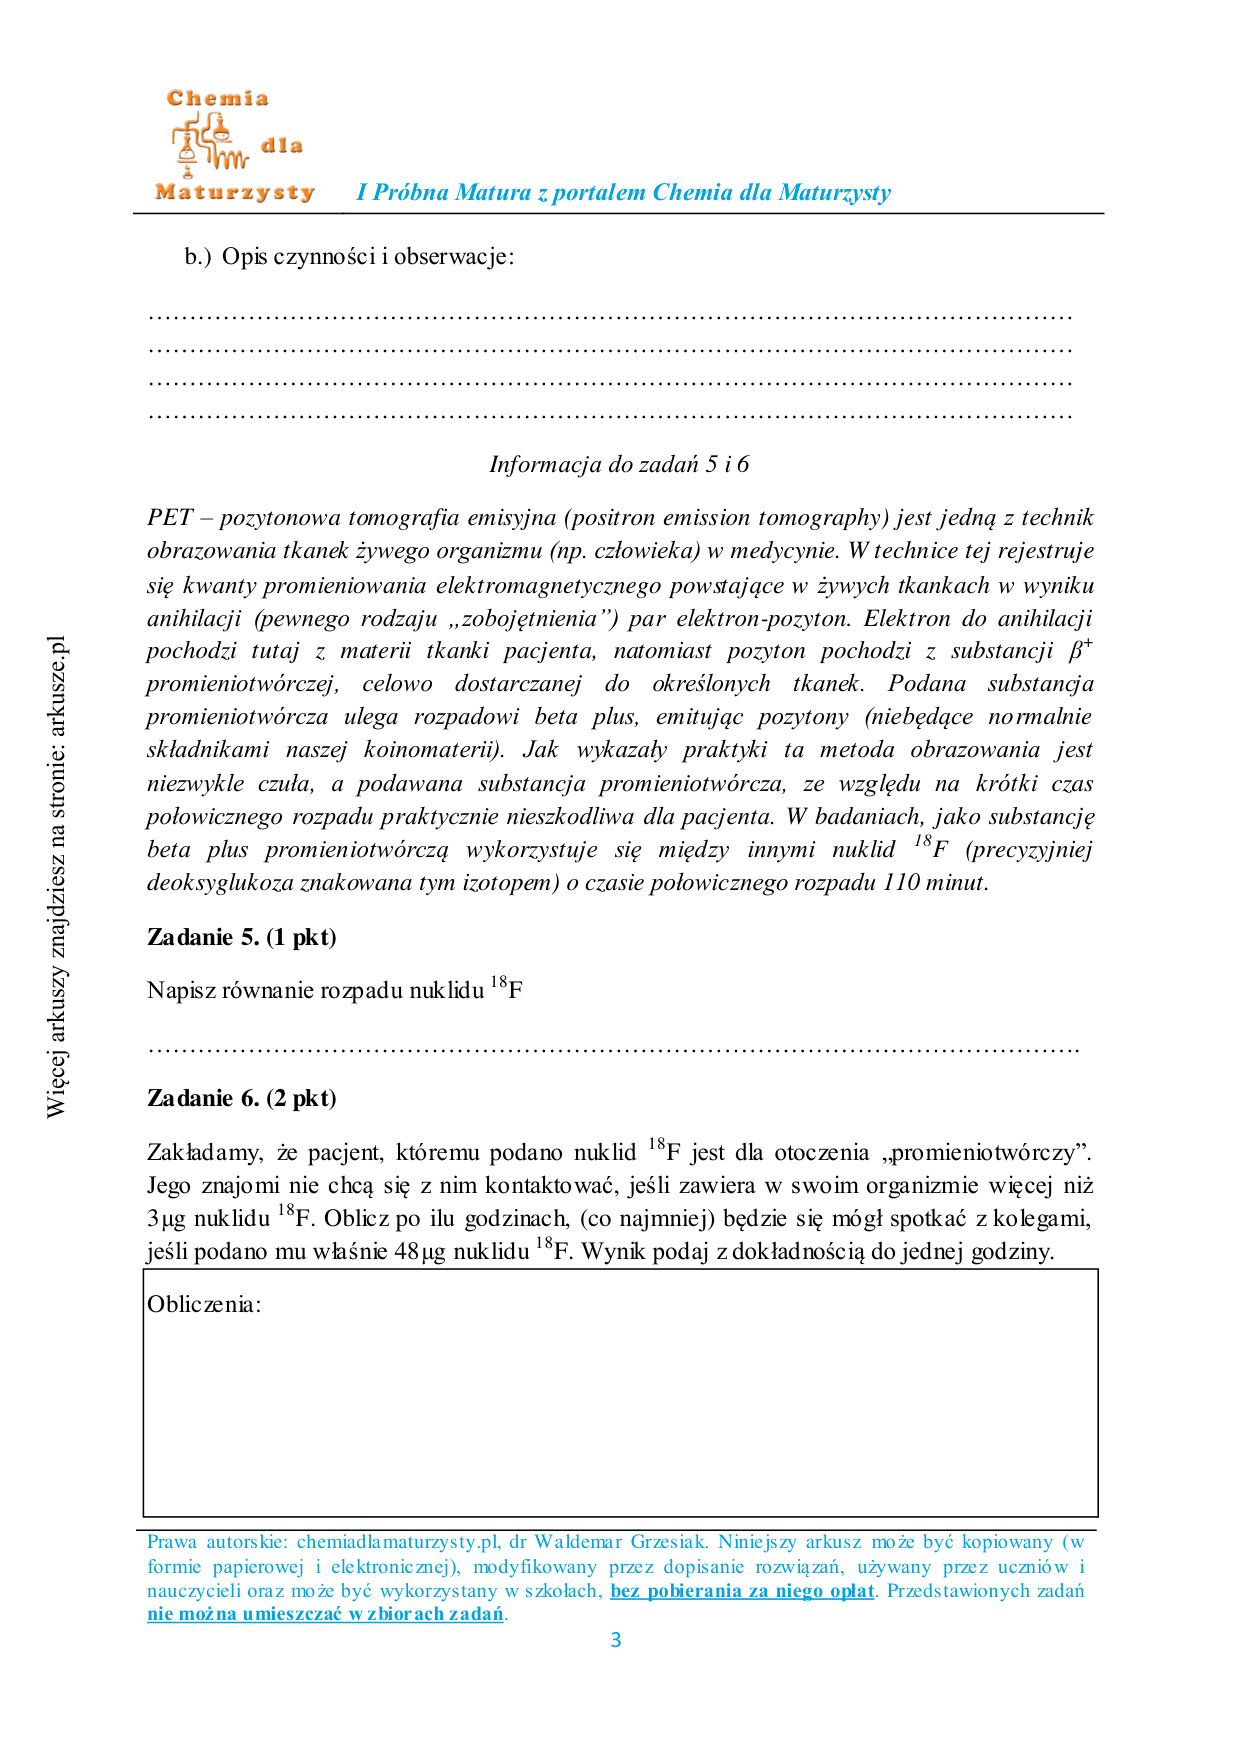 Chemia
dla
Maturzysty
I Próbna Matura z portalem Chemia dla Maturzysty
b.) Opis czynności i obserwacje:
…………………………………………………………………………………………………
…………………………………………………………………………………………………
…………………………………………………………………………………………………
…………………………………………………………………………………………………
Informacja do zadań 5 i 6
PET – pozytonowa tomografia emisyjna (positron emission tomography) jest jedną z technik
obrazowania tkanek żywego organizmu (np. człowieka) w medycynie. W technice tej rejestruje
się kwanty promieniowania elektromagnetycznego powstające w żywych tkankach w wyniku
anihilacji (pewnego rodzaju „zobojętnienia”) par elektron-pozyton. Elektron do anihilacji
pochodzi tutaj z materii tkanki pacjenta, natomiast pozyton pochodzi z substancji β⁺
promieniotwórczej, celowo dostarczanej do określonych tkanek. Podana substancja
promieniotwórcza ulega rozpadowi beta plus, emitując pozytony (niebędące normalnie
składnikami naszej koinomaterii). Jak wykazały praktyki ta metoda obrazowania jest
niezwykle czuła, a podawana substancja promieniotwórcza, ze względu na krótki czas
połowicznego rozpadu praktycznie nieszkodliwa dla pacjenta. W badaniach, jako substancję
beta plus promieniotwórczą wykorzystuje się między innymi nuklid ¹⁸F (precyzyjniej
deoksyglukoza znakowana tym izotopem) o czasie połowicznego rozpadu 110 minut.
Zadanie 5. (1 pkt)
Napisz równanie rozpadu nuklidu ¹⁸F
………………………………………………………………………………………………….
Zadanie 6. (2 pkt)
Zakładamy, że pacjent, któremu podano nuklid ¹⁸F jest dla otoczenia „promieniotwórczy”.
Jego znajomi nie chcą się z nim kontaktować, jeśli zawiera w swoim organizmie więcej niż
3μg nuklidu ¹⁸F. Oblicz po ilu godzinach, (co najmniej) będzie się mógł spotkać z kolegami,
jeśli podano mu właśnie 48μg nuklidu ¹⁸F. Wynik podaj z dokładnością do jednej godziny.
Obliczenia:
Prawa autorskie: chemiadlamaturzysty.pl, dr Waldemar Grzesiak. Niniejszy arkusz może być kopiowany (w
formie papierowej i elektronicznej), modyfikowany przez dopisanie rozwiązań, używany przez uczniów i
nauczycieli oraz może być wykorzystany w szkołach, bez pobierania za niego opłat. Przedstawionych zadań
nie można umieszczać w zbiorach zadań.
3
Więcej arkuszy znajdziesz na stronie: arkusze.pl